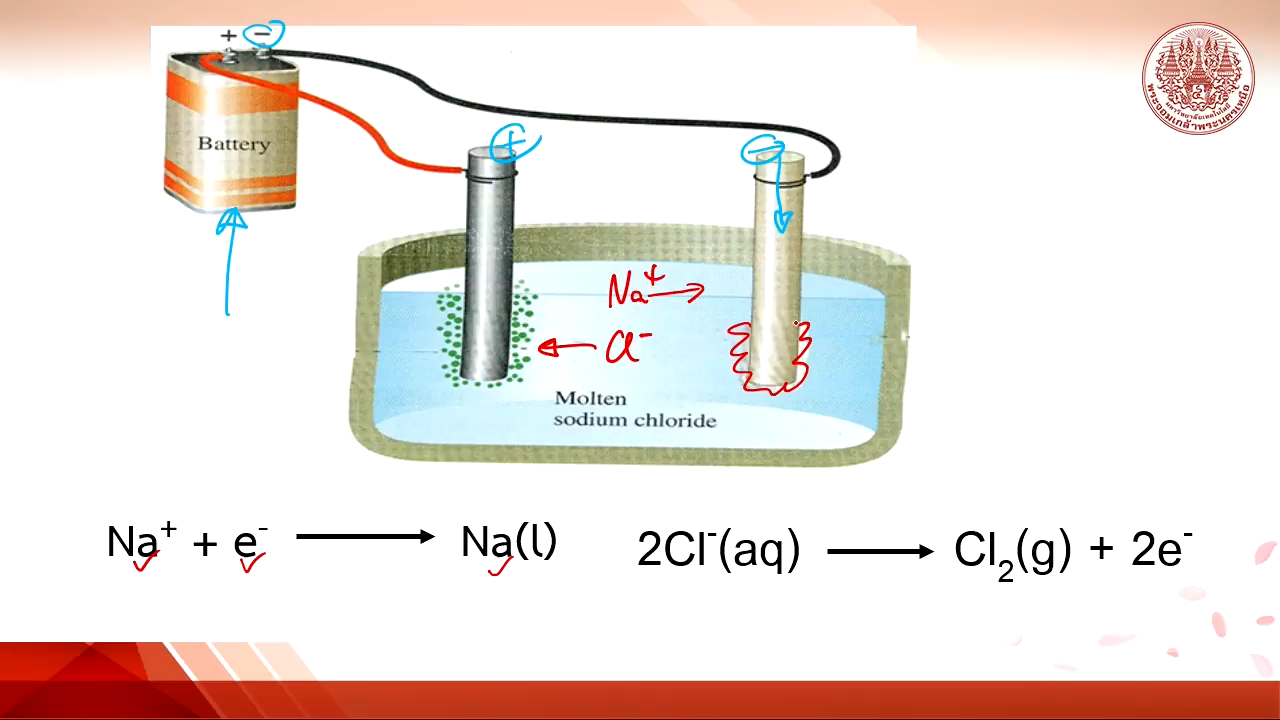 + −
Battery
+
−
Na⁺
Cl⁻
Molten
sodium chloride
Na⁺ + e⁻ ⟶ Na(l)
2Cl⁻(aq) ⟶ Cl₂(g) + 2e⁻